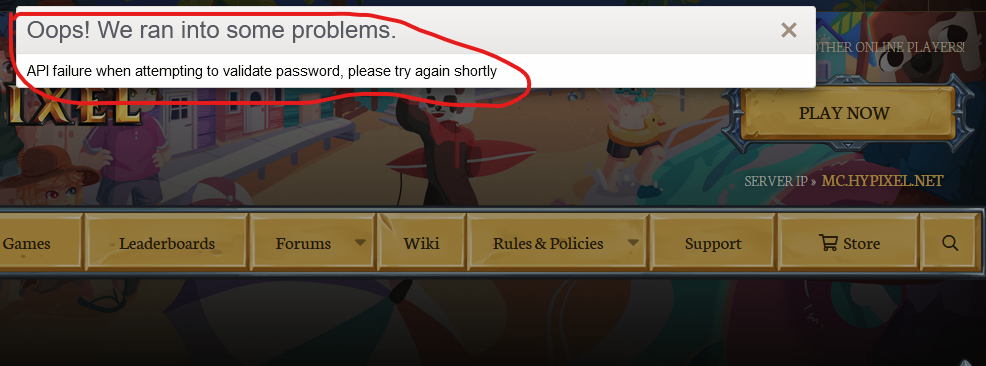 Oops! We ran into some problems.
API failure when attempting to validate password, please try again shortly
OTHER ONLINE PLAYERS!
IXEL
PLAY NOW
SERVER IP » MC.HYPIXEL.NET
Games Leaderboards Forums Wiki Rules & Policies Support Store